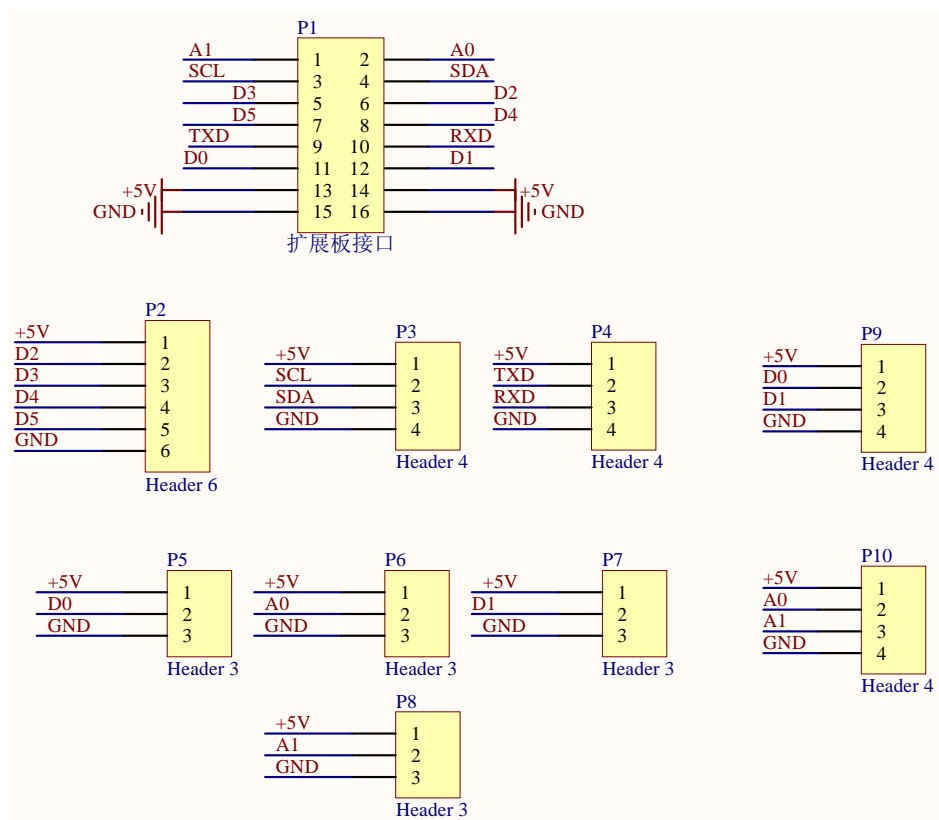 P1
A1 1 2 A0
SCL 3 4 SDA
D3 5 6 D2
D5 7 8 D4
TXD 9 10 RXD
D0 11 12 D1
+5V 13 14 +5V
GND 15 16 GND
扩展板接口
P2
+5V 1
D2 2
D3 3
D4 4
D5 5
GND 6
Header 6
P3
+5V 1
SCL 2
SDA 3
GND 4
Header 4
P4
+5V 1
TXD 2
RXD 3
GND 4
Header 4
P9
+5V 1
D0 2
D1 3
GND 4
Header 4
P5
+5V 1
D0 2
GND 3
Header 3
P6
+5V 1
A0 2
GND 3
Header 3
P7
+5V 1
D1 2
GND 3
Header 3
P10
+5V 1
A0 2
A1 3
GND 4
Header 4
P8
+5V 1
A1 2
GND 3
Header 3